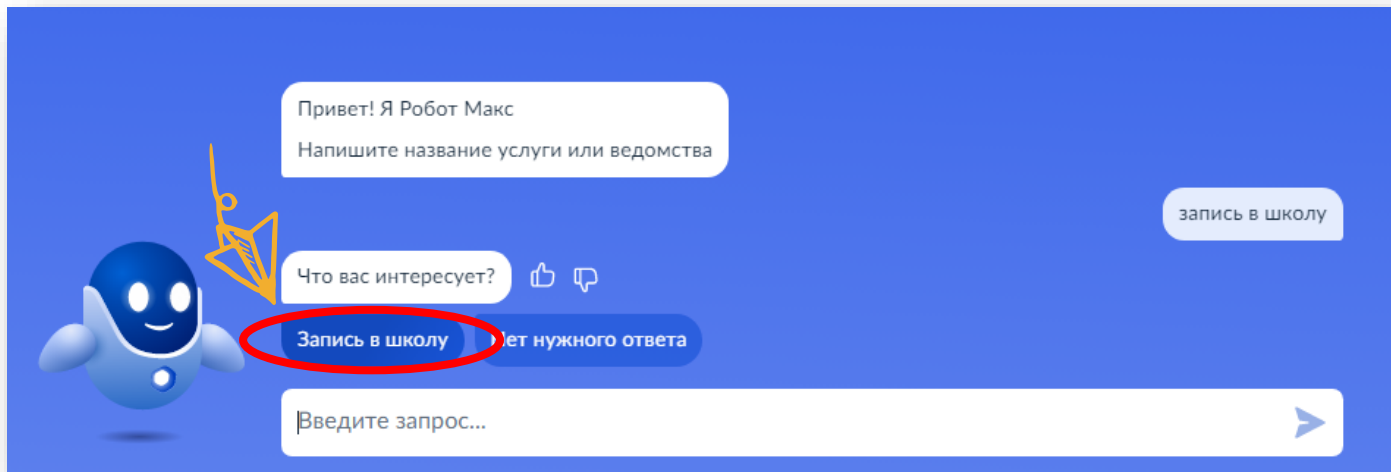 Привет! Я Робот Макс
Напишите название услуги или ведомства
запись в школу
Что вас интересует?
Запись в школу
Нет нужного ответа
Введите запрос...